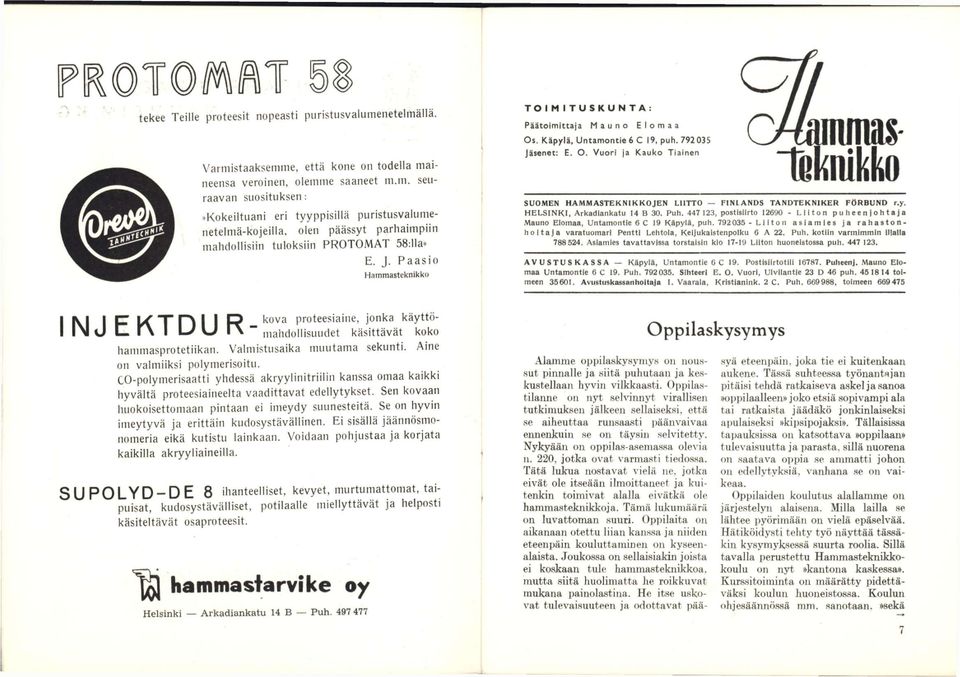 PROTOMAT 58
tekee Teille proteesit nopeasti puristusvalumenetelmällä.
Dreve
ZAHNTECHNIK
Varmistaaksemme, että kone on todella mai-
neensa veroinen, olemme saaneet m.m. seu-
raavan suosituksen:
»Kokeiltuani eri tyyppisillä puristusvalume-
netelmä-kojeilla, olen päässyt parhaimpiin
mahdollisiin tuloksiin PROTOMAT 58:lla»
E. J. Paasio
Hammasteknikko
INJEKTDUR- kova proteesiaine, jonka käyttö-
mahdollisuudet käsittävät koko
hammasprotetiikan. Valmistusaika muutama sekunti. Aine
on valmiiksi polymerisoitu.
CO-polymerisaatti yhdessä akryylinitriilin kanssa omaa kaikki
hyvältä proteesiaineelta vaadittavat edellytykset. Sen kovaan
huokoisettomaan pintaan ei imeydy suunesteitä. Se on hyvin
imeytyvä ja erittäin kudosystävällinen. Ei sisällä jäännösmo-
nomeria eikä kutistu lainkaan. Voidaan pohjustaa ja korjata
kaikilla akryyliaineilla.
SUPOLYD-DE 8 ihanteelliset, kevyet, murtumattomat, tai-
puisat, kudosystävälliset, potilaalle miellyttävät ja helposti
käsiteltävät osaproteesit.
hammastarvike oy
Helsinki — Arkadiankatu 14 B — Puh. 497 477
TOIMITUSKUNTA:
Päätoimittaja Mauno Elomaa
Os. Käpylä, Untamontie 6 C 19, puh. 792 035
Jäsenet: E. O. Vuori ja Kauko Tiainen
Hammas-
teknikko
SUOMEN HAMMASTEKNIKKOJEN LIITTO — FINLANDS TANDTEKNIKER FÖRBUND r.y.
HELSINKI, Arkadiankatu 14 B 30. Puh. 447 123, postisiirto 12690 - Liiton puheenjohtaja
Mauno Elomaa, Untamontie 6 C 19 Käpylä, puh. 792 035 - Liiton asiamies ja rahaston-
hoitaja varatuomari Pentti Lehtola, Keijukaistenpolku 6 A 22. Puh. kotiin varmimmin illalla
788 524. Asiamies tavattavissa torstaisin klo 17-19 Liiton huoneistossa puh. 447 123.
AVUSTUSKASSA — Käpylä, Untamontie 6 C 19. Postisiirtotili 16787. Puheenj. Mauno Elo-
maa Untamontie 6 C 19. Puh. 792 035. Sihteeri E. O. Vuori, Ulvilantie 23 D 46 puh. 45 18 14 toi-
meen 35 601. Avustuskassanhoitaja I. Vaarala, Kristianink. 2 C. Puh. 669 988, toimeen 669 475
Oppilaskysymys
Alamme oppilaskysymys on nous-
sut pinnalle ja siitä puhutaan ja kes-
kustellaan hyvin vilkkaasti. Oppilas-
tilanne on nyt selvinnyt virallisen
tutkimuksen jälkeen sellaiseksi, että
se aiheuttaa runsaasti päänvaivaa
ennenkuin se on täysin selvitetty.
Nykyään on oppilas-asemassa olevia
n. 220, jotka ovat varmasti tiedossa.
Tätä lukua nostavat vielä ne, jotka
eivät ole itseään ilmoittaneet ja kui-
tenkin toimivat alalla eivätkä ole
hammasteknikkoja. Tämä lukumäärä
on luvattoman suuri. Oppilaita on
aikanaan otettu liian kanssa ja niiden
eteenpäin kouluttaminen on kyseen-
alaista. Joukossa on sellaisiakin joista
ei koskaan tule hammasteknikkoa,
mutta siitä huolimatta he roikkuvat
mukana painolastina. He itse usko-
vat tulevaisuuteen ja odottavat pää-
syä eteenpäin, joka tie ei kuitenkaan
aukene. Tässä suhteessa työnantajan
pitäisi tehdä ratkaiseva askel ja sanoa
»oppilaalleen» joko etsiä sopivampi ala
tai ratkaista jäädäkö jonkinlaiseksi
apulaiseksi »kipsipojaksi». Tällaisissa
tapauksissa on katsottava »oppilaan»
tulevaisuutta ja parasta, sillä nuorena
on saatava oppia se ammatti johon
on edellytyksiä, vanhana se on vai-
keaa.
Oppilaiden koulutus alallamme on
järjestelyn alaisena. Milla lailla se
lähtee pyörimään on vielä epäselvää.
Hätiköidysti tehty työ näyttää tässä-
kin kysymyksessä suurta roolia. Sillä
tavalla perustettu Hammasteknikko-
koulu on nyt »kantona kaskessa».
Kurssitoiminta on määrätty pidettä-
väksi koulun huoneistossa. Koulun
ohjesäännössä mm. sanotaan. »sekä
7